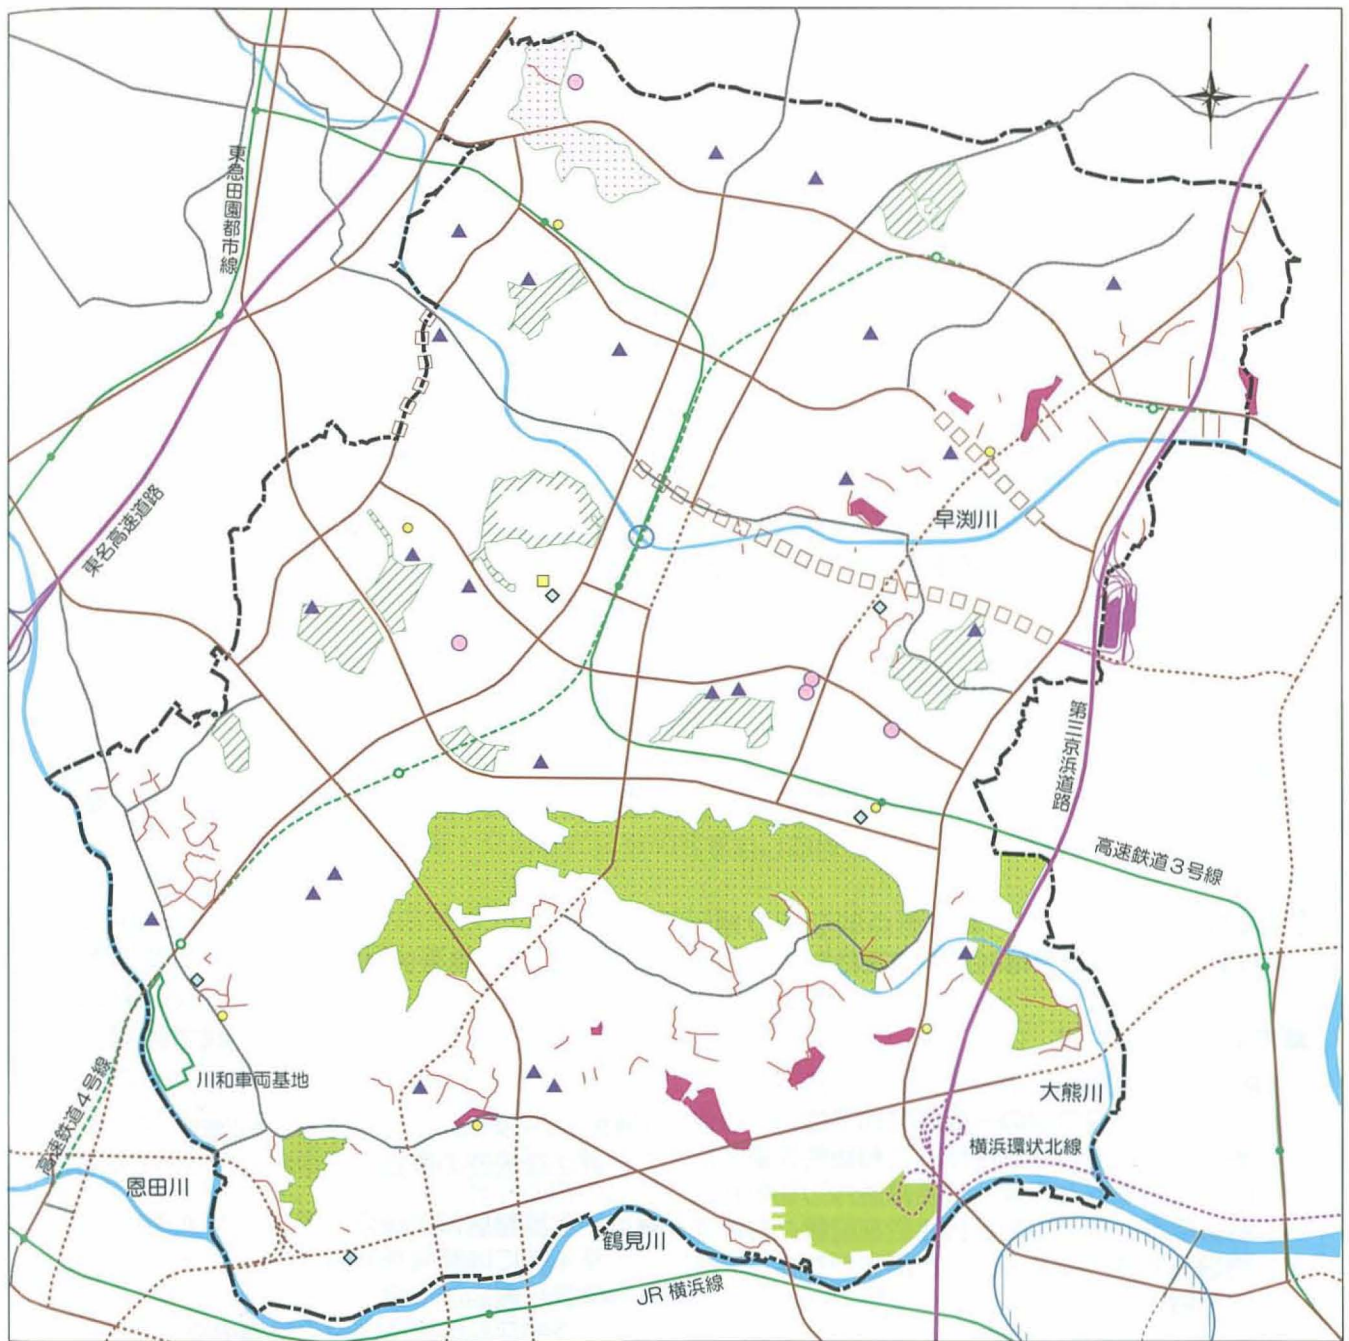 東急田園都市線
東名高速道路
早渕川
第三京浜道路
高速鉄道3号線
川和車両基地
大熊川
高速鉄道4号線
横浜環状北線
恩田川
鶴見川
JR 横浜線